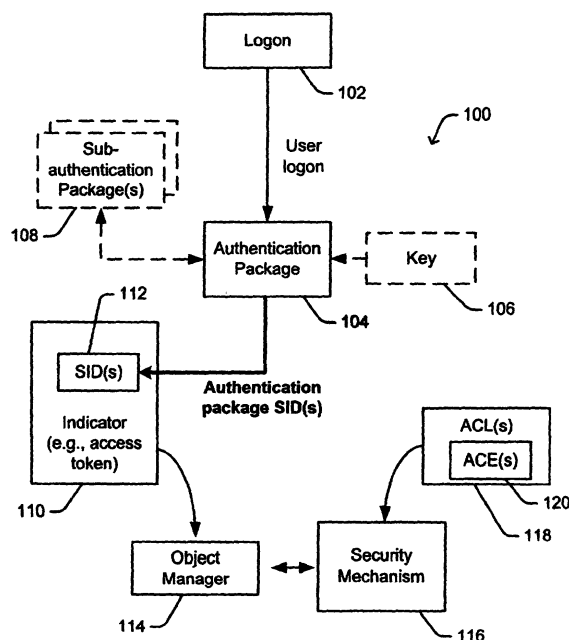 Logon
102
100
User
logon
Sub-
authentication
Package(s)
108
Authentication
Package
Key
106
104
112
SID(s)
Authentication
package SID(s)
Indicator
(e.g., access
token)
110
ACL(s)
ACE(s)
120
118
Object
Manager
114
Security
Mechanism
116